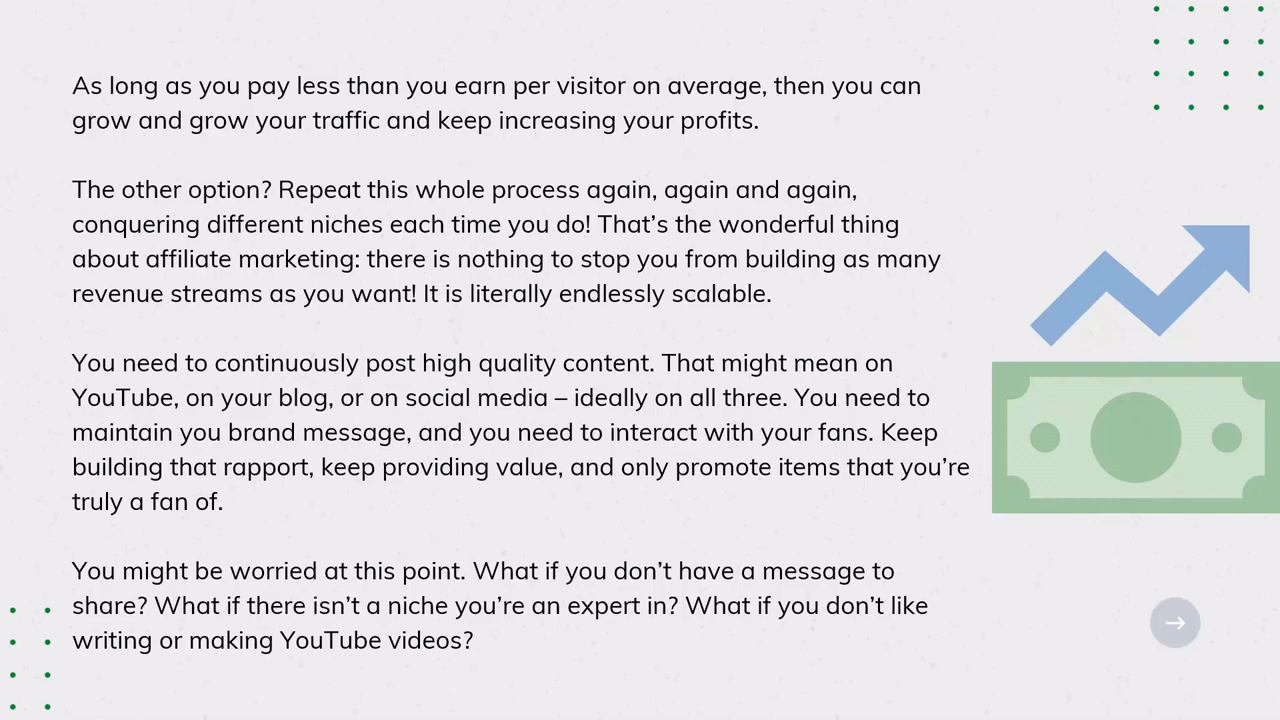 As long as you pay less than you earn per visitor on average, then you can
grow and grow your traffic and keep increasing your profits.
The other option? Repeat this whole process again, again and again,
conquering different niches each time you do! That’s the wonderful thing
about affiliate marketing: there is nothing to stop you from building as many
revenue streams as you want! It is literally endlessly scalable.
You need to continuously post high quality content. That might mean on
YouTube, on your blog, or on social media – ideally on all three. You need to
maintain you brand message, and you need to interact with your fans. Keep
building that rapport, keep providing value, and only promote items that you’re
truly a fan of.
You might be worried at this point. What if you don’t have a message to
share? What if there isn’t a niche you’re an expert in? What if you don’t like
writing or making YouTube videos?